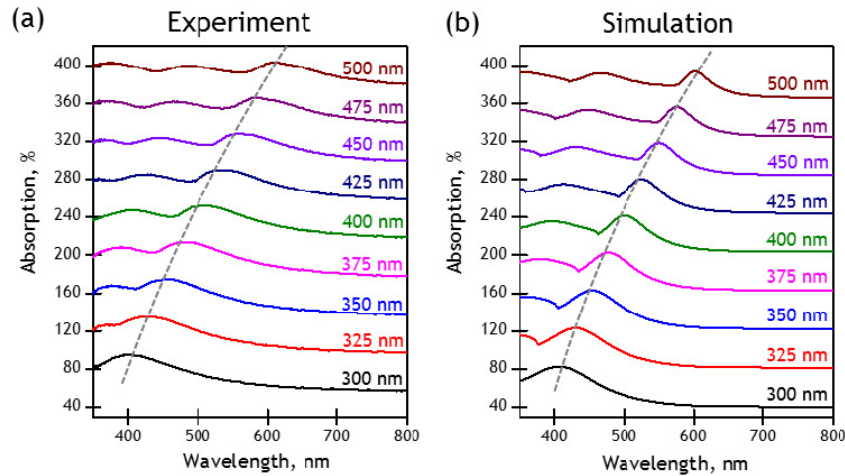 (a) Experiment
400
360
320
280
240
200
160
120
80
40
Absorption, %
500 nm
475 nm
450 nm
425 nm
400 nm
375 nm
350 nm
325 nm
300 nm
400 500 600 700 800
Wavelength, nm
(b) Simulation
400
360
320
280
240
200
160
120
80
40
Absorption, %
500 nm
475 nm
450 nm
425 nm
400 nm
375 nm
350 nm
325 nm
300 nm
400 500 600 700 800
Wavelength, nm